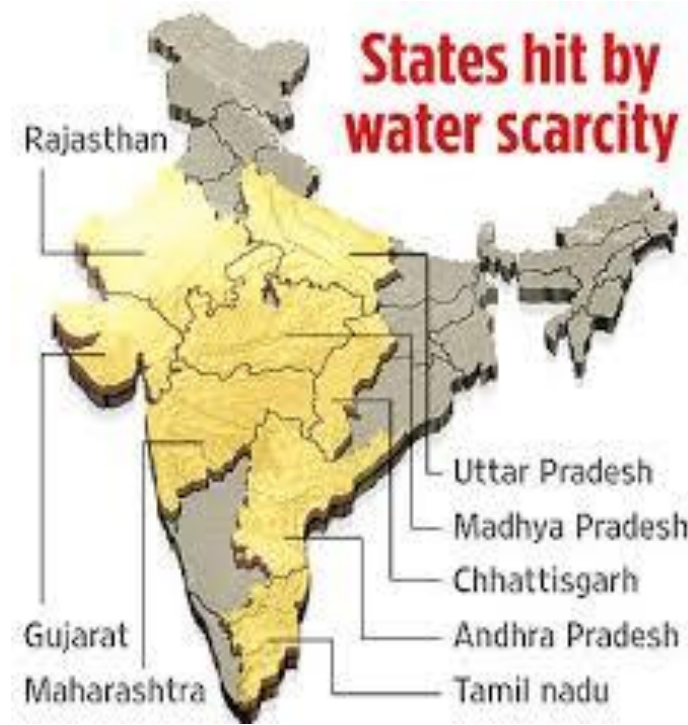 States hit by
water scarcity
Rajasthan
Uttar Pradesh
Madhya Pradesh
Chhattisgarh
Gujarat
Andhra Pradesh
Maharashtra
Tamil nadu